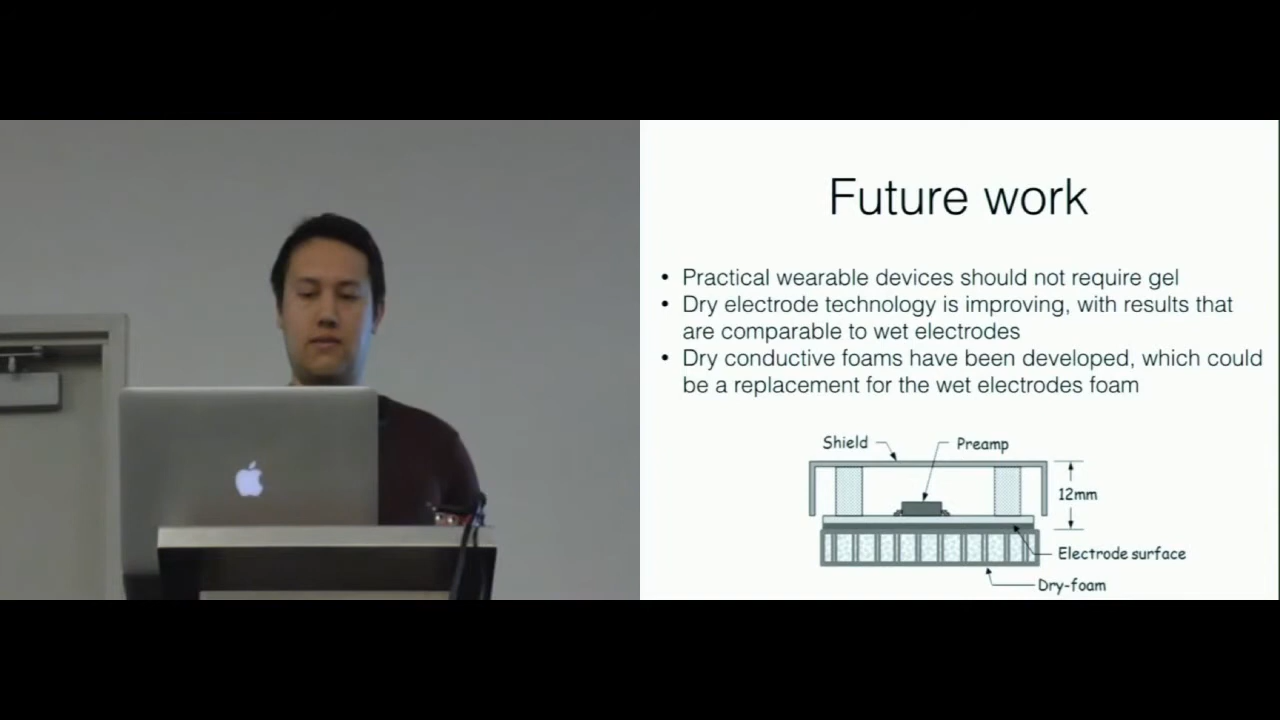 Future work
• Practical wearable devices should not require gel
• Dry electrode technology is improving, with results that
are comparable to wet electrodes
• Dry conductive foams have been developed, which could
be a replacement for the wet electrodes foam
Shield
Preamp
12mm
Electrode surface
Dry-foam